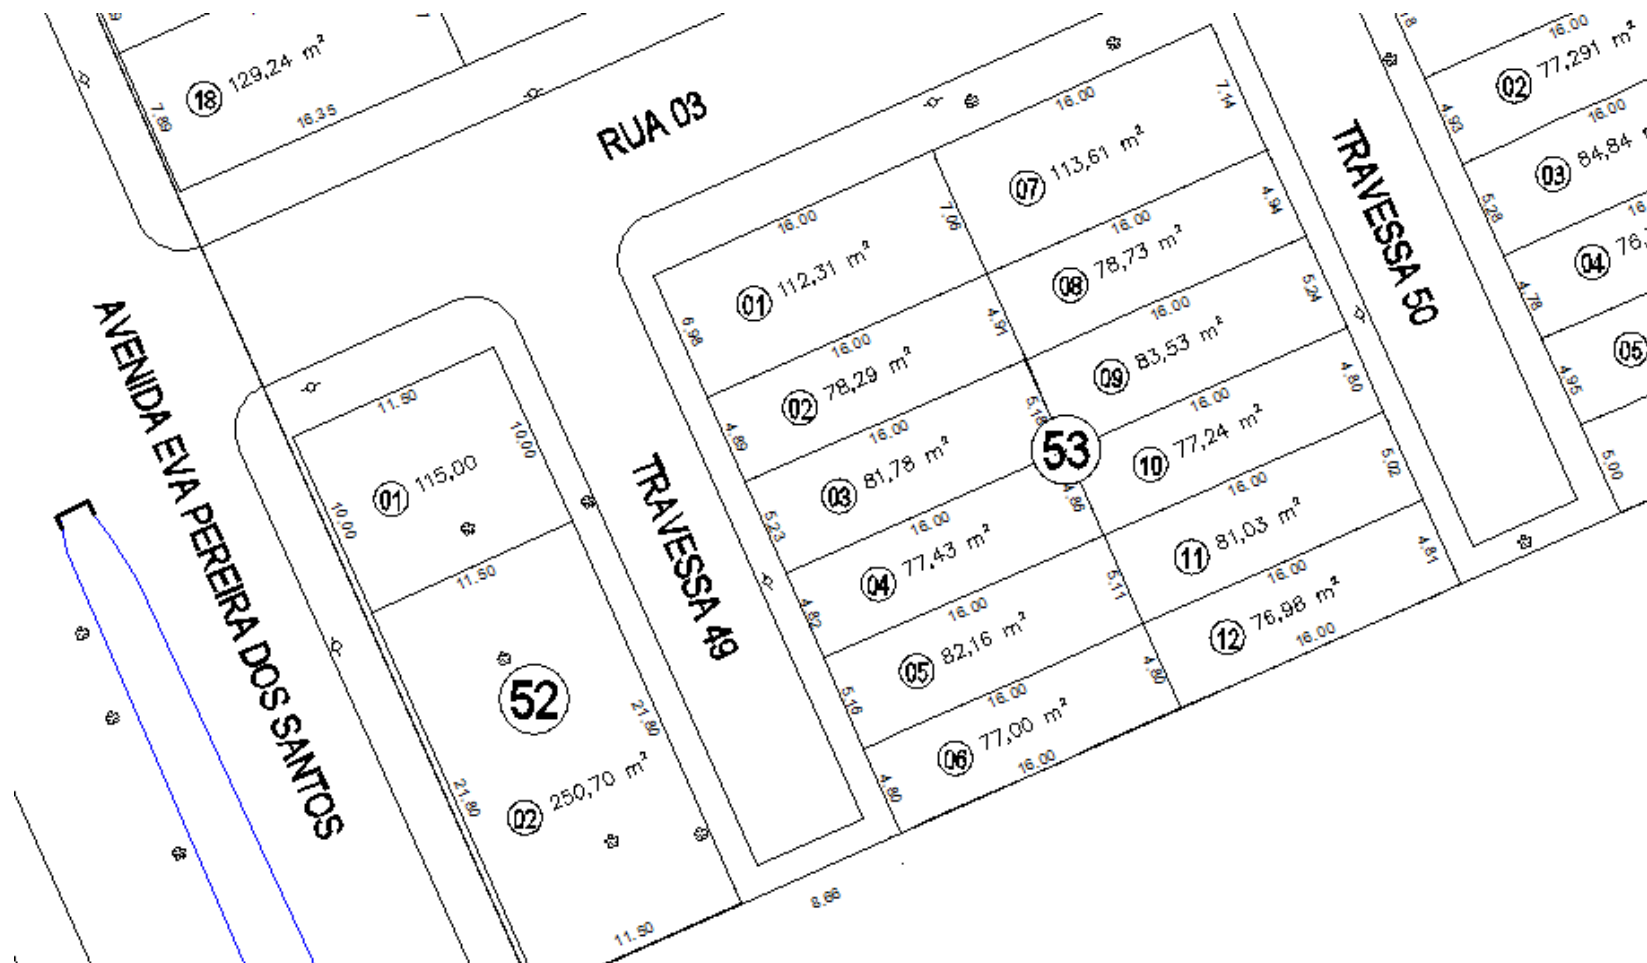 18 129,24 m²
7,89
16.35
RUA 03
AVENIDA EVA PEREIRA DOS SANTOS
52
11.50
10,00
10,00
01 115,00
11.50
21,80
21,80
02 250,70 m²
11.50
8,66
TRAVESSA 49
53
16.00
7,06
6,98
01 112,31 m²
16.00
4,91
4,89
02 78,29 m²
16.00
5,18
5,23
03 81,78 m²
16.00
4,86
4,82
04 77,43 m²
16.00
5,11
5,16
05 82,16 m²
16.00
4,80
4,80
06 77,00 m²
16.00
16.00
7,14
07 113,61 m²
16.00
4,94
08 78,73 m²
16.00
5,24
09 83,53 m²
16.00
4,80
10 77,24 m²
16.00
5,02
11 81,03 m²
16.00
4,81
12 76,98 m²
16.00
TRAVESSA 50
16.00
02 77,291 m²
4,93
16.00
03 84,84
5,28
04 76,
4,78
05
4,95
5,00